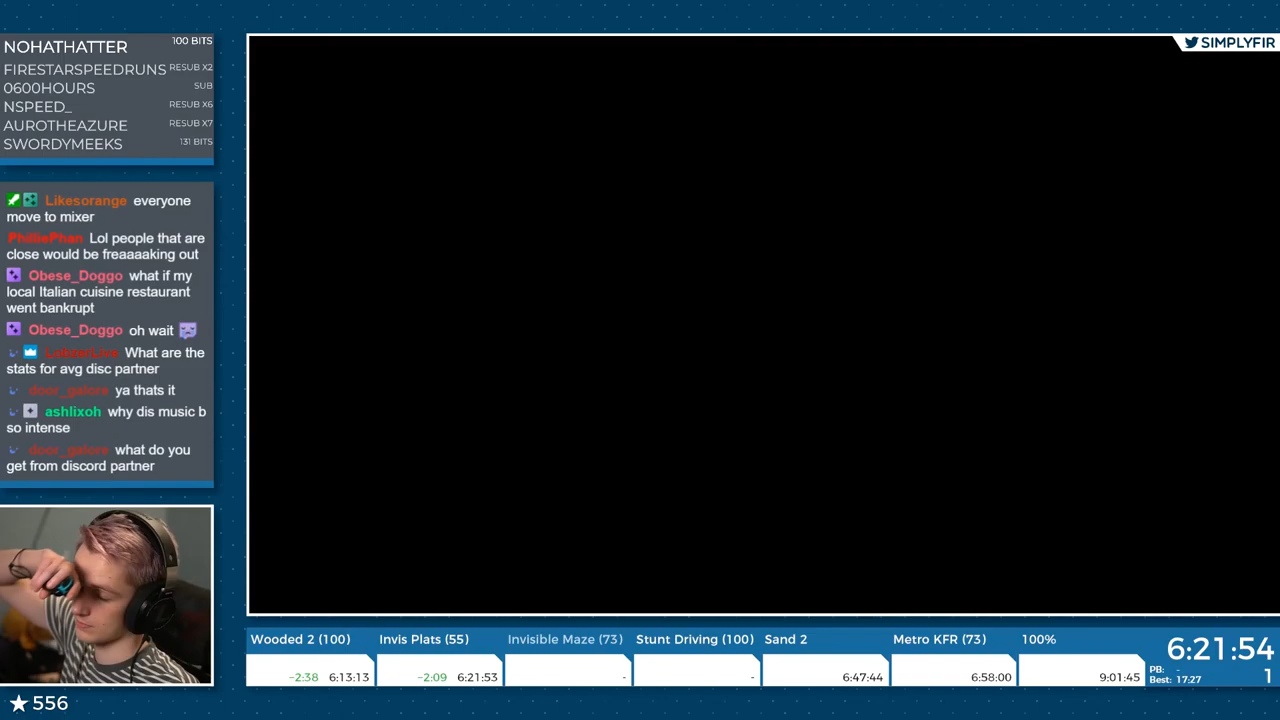 NOHATHATTER 100 BITS
FIRESTARSPEEDRUNS RESUB X2
0600HOURS SUB
NSPEED_ RESUB X6
AUROTHEAZURE RESUB X7
SWORDYMEEKS 131 BITS
SIMPLYFIR
Likesorange everyone
move to mixer
PhilliePhan Lol people that are
close would be freaaaaking out
Obese_Doggo what if my
local Italian cuisine restaurant
went bankrupt
Obese_Doggo oh wait
What are the
stats for avg disc partner
door_galore ya thats it
ashlixoh why dis music b
so intense
door_galore what do you
get from discord partner
Wooded 2 (100) Invis Plats (55) Invisible Maze (73) Stunt Driving (100) Sand 2 Metro KFR (73) 100%
-2:38 6:13:13 -2:09 6:21:53 - - 6:47:44 6:58:00 9:01:45
6:21:54
PB: -
Best: 17:27 1
★ 556